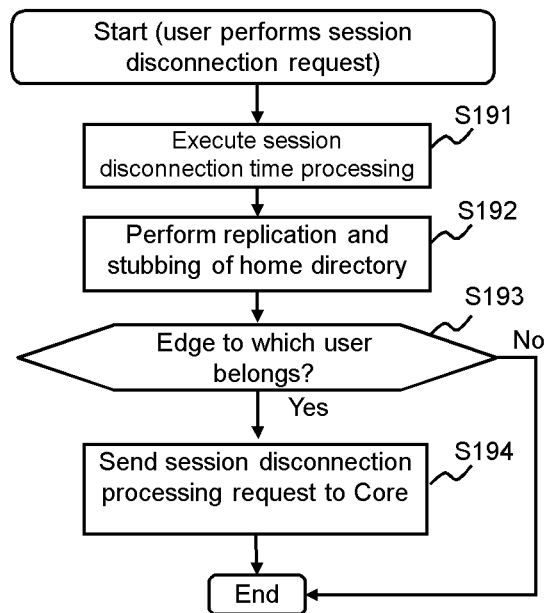 Start (user performs session
disconnection request)
S191
Execute session
disconnection time processing
S192
Perform replication and
stubbing of home directory
S193
Edge to which user
belongs?
No
Yes
S194
Send session disconnection
processing request to Core
End